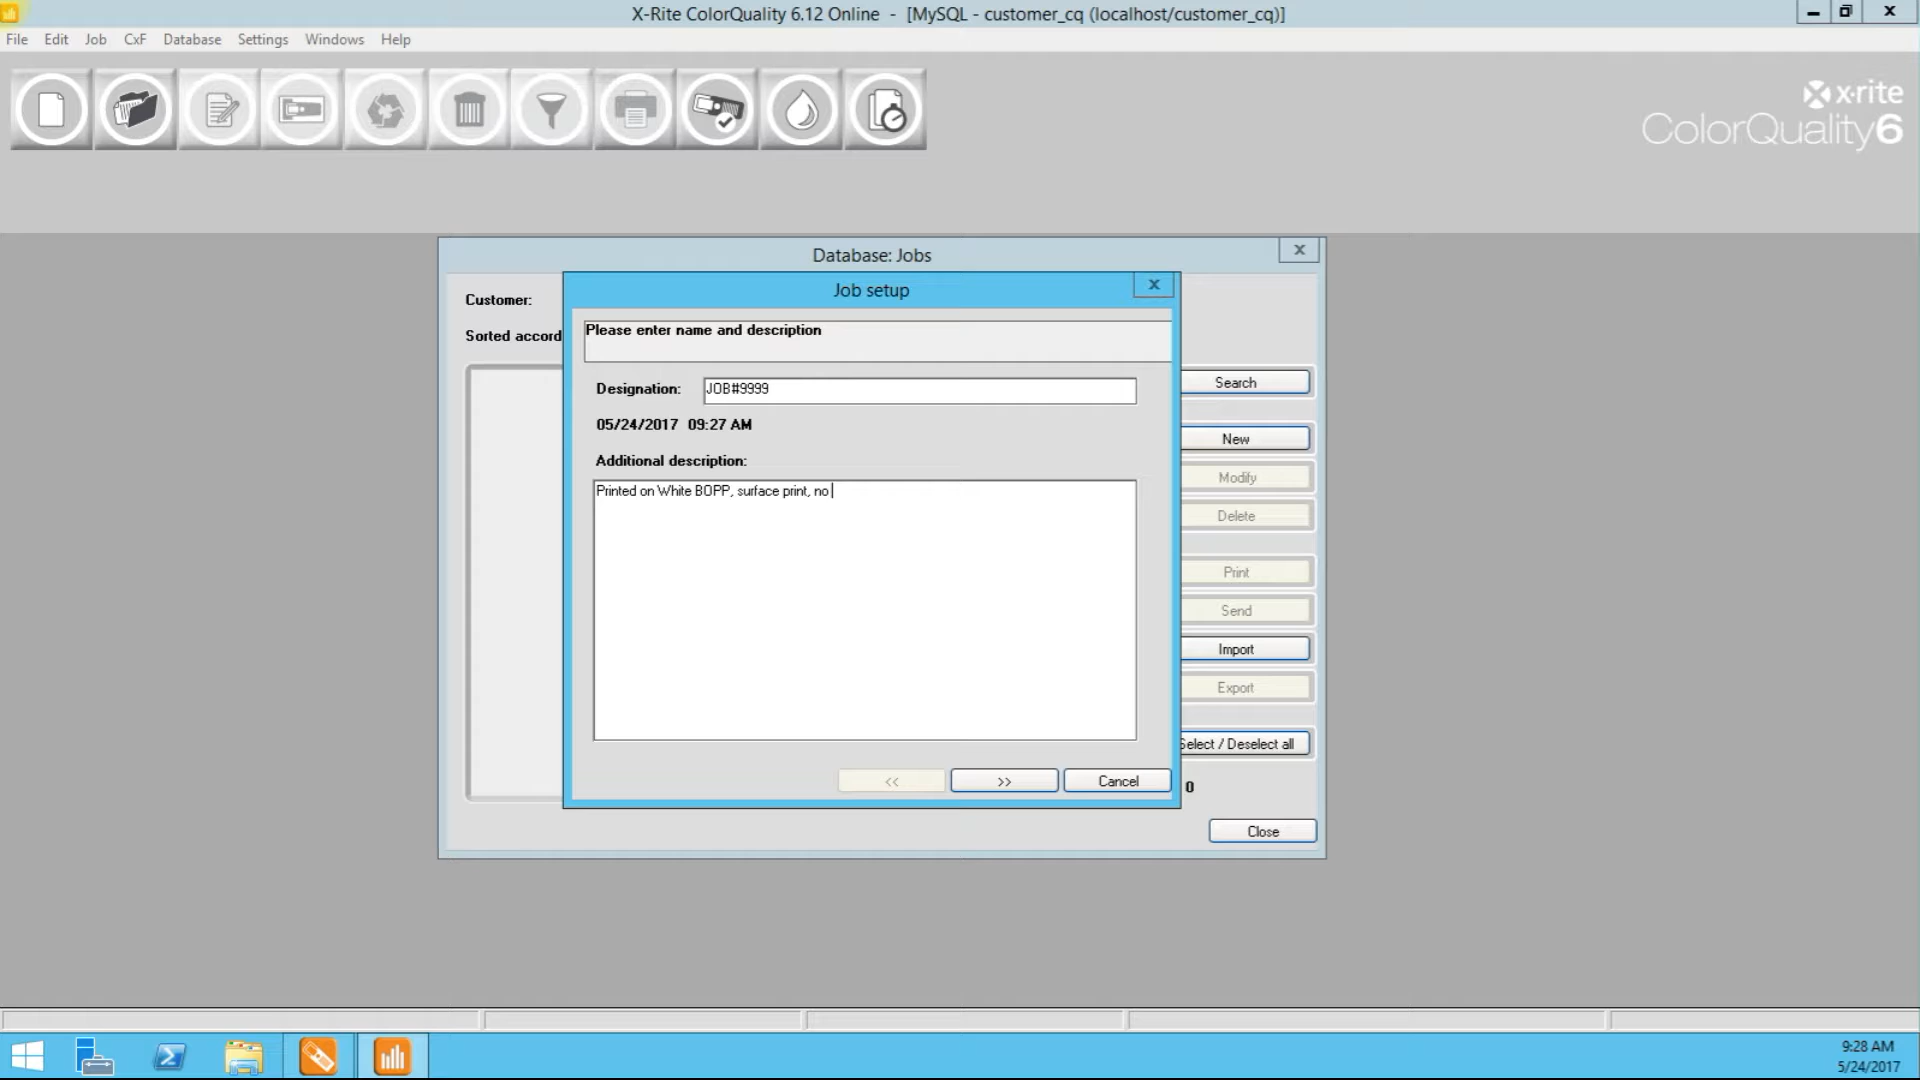 X-Rite ColorQuality 6.12 Online - [MySQL - customer_cq (localhost/customer_cq)]
File Edit Job CxF Database Settings Windows Help
x·rite
ColorQuality6
Database: Jobs
Customer:
Sorted accord
Job setup
Please enter name and description
Designation: JOB#9999
05/24/2017 09:27 AM
Additional description:
Printed on White BOPP, surface print, no
<< >> Cancel
Search
New
Modify
Delete
Print
Send
Import
Export
Select / Deselect all
0
Close
9:28 AM
5/24/2017